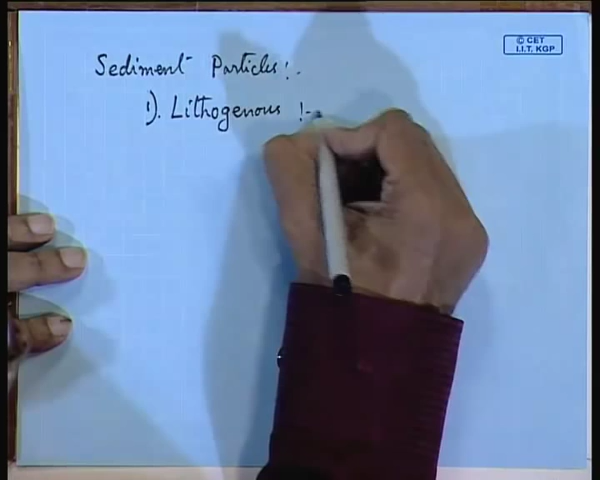 © CET
I.I.T. KGP
Sediment Particles :-
1). Lithogenous :-